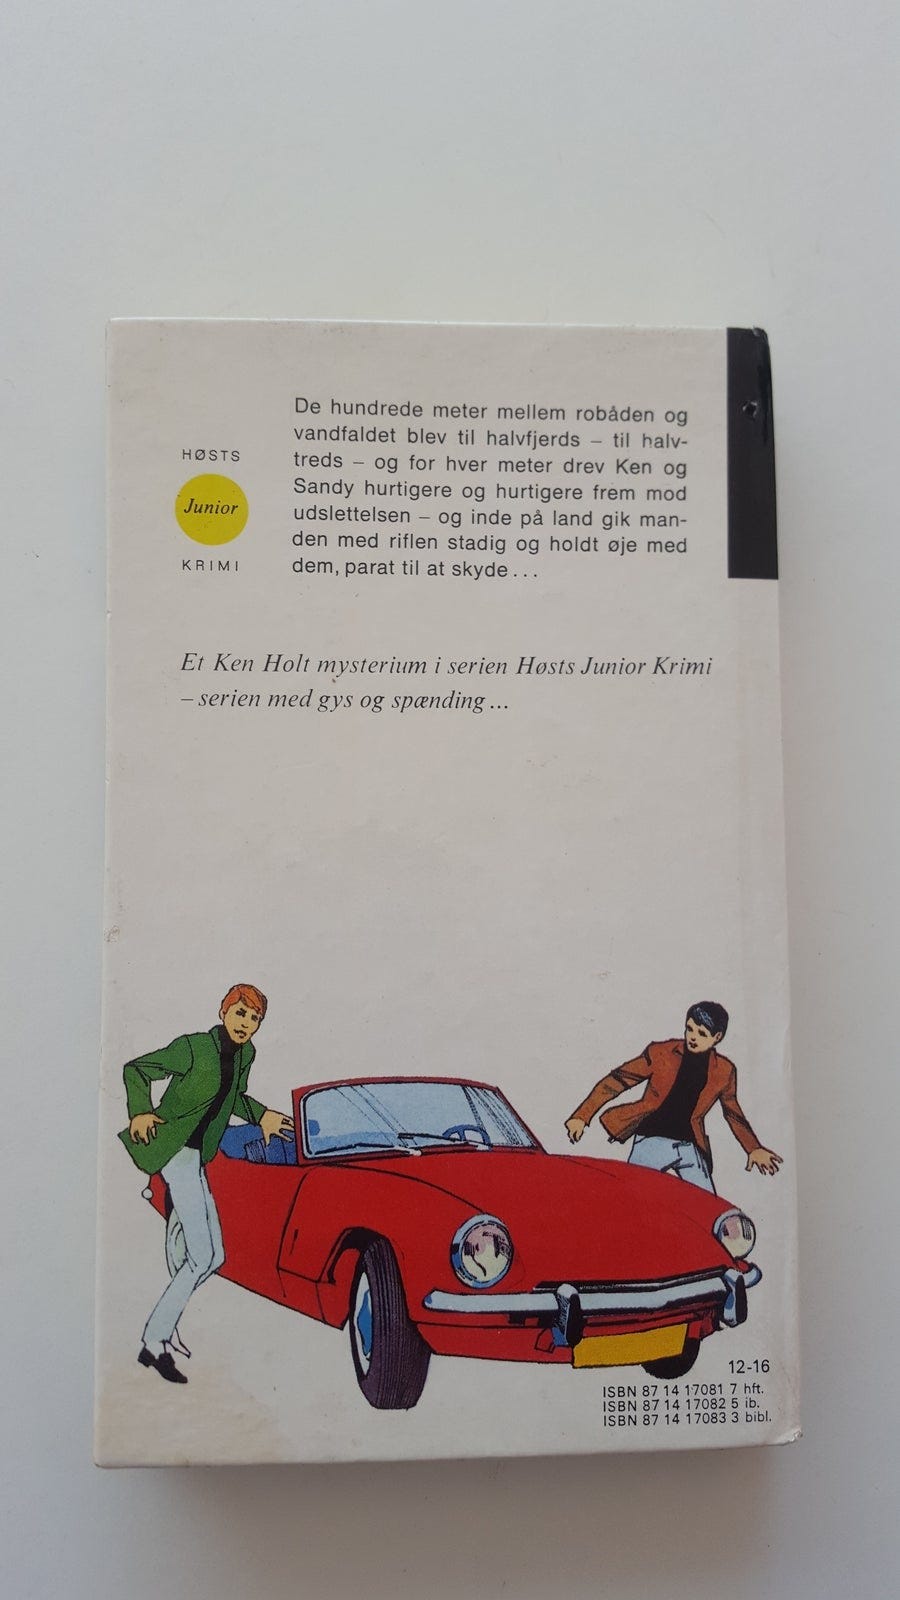 De hundrede meter mellem robåden og
vandfaldet blev til halvfjerds – til halv-
treds – og for hver meter drev Ken og
Sandy hurtigere og hurtigere frem mod
udslettelsen – og inde på land gik man-
den med riflen stadig og holdt øje med
dem, parat til at skyde...
HØSTS
Junior
KRIMI
Et Ken Holt mysterium i serien Høsts Junior Krimi
– serien med gys og spænding...
12-16
ISBN 87 14 17081 7 hft.
ISBN 87 14 17082 5 ib.
ISBN 87 14 17083 3 bibl.